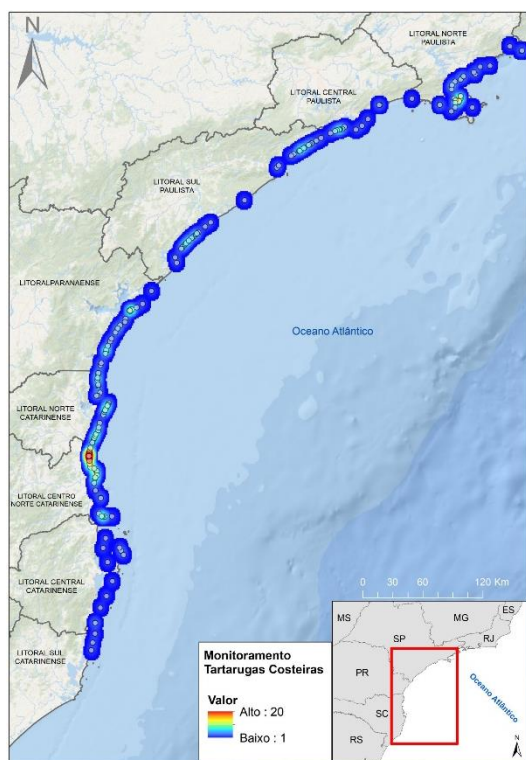 N
LITORAL NORTE
PAULISTA
LITORAL CENTRAL
PAULISTA
LITORAL SUL
PAULISTA
LITORALPARANAENSE
Oceano Atlântico
LITORAL NORTE
CATARINENSE
LITORAL CENTRO
NORTE CATARINENSE
LITORAL CENTRAL
CATARINENSE
LITORAL SUL
CATARINENSE
0 30 60 120 Km
Monitoramento
Tartarugas Costeiras
Valor
Alto : 20
Baixo : 1
MS
MG
ES
SP
RJ
PR
SC
RS
Oceano Atlântico
N